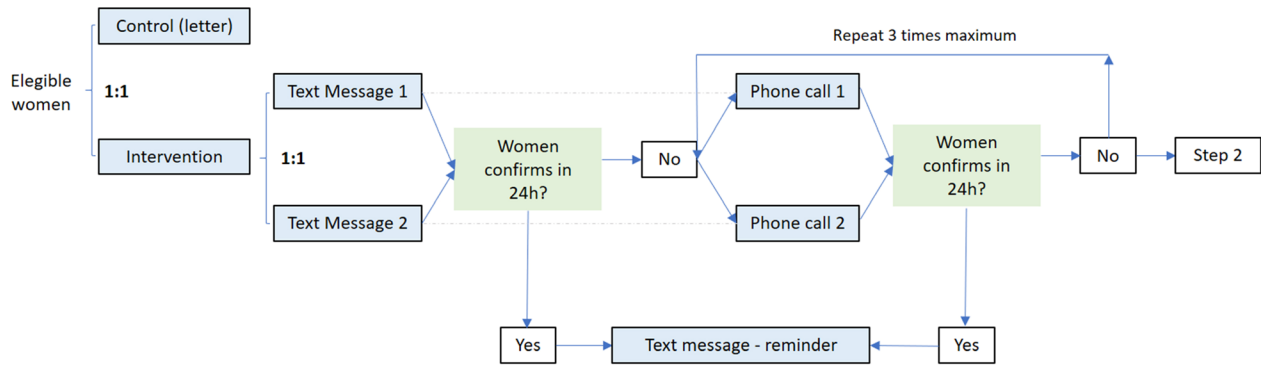 Control (letter)
Elegible
women
1:1
Intervention
Text Message 1
1:1
Text Message 2
Women
confirms in
24h?
No
Repeat 3 times maximum
Phone call 1
Phone call 2
Women
confirms in
24h?
No
Step 2
Yes
Text message - reminder
Yes